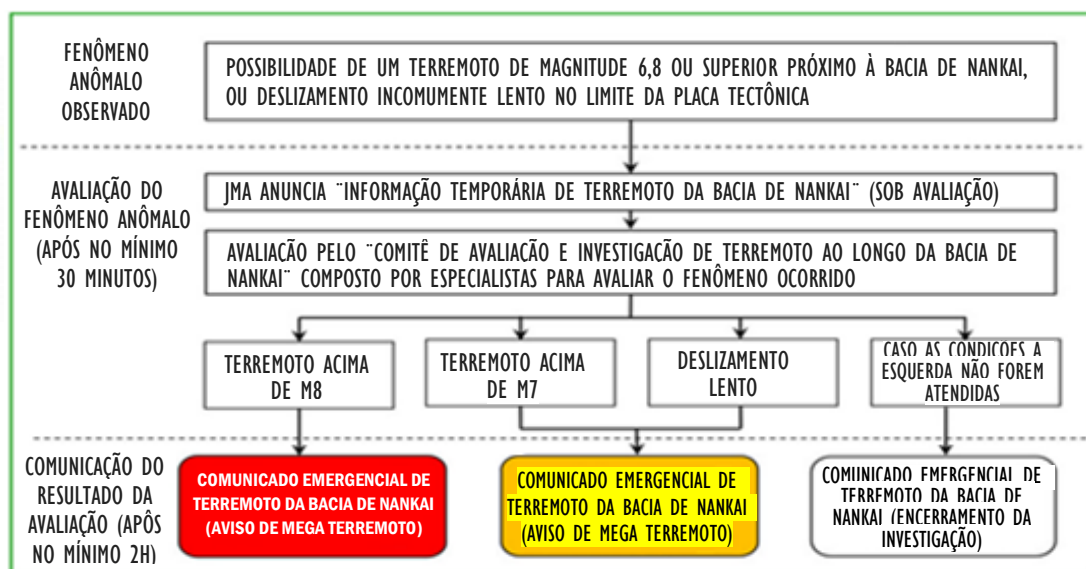 FENÔMENO
ANÔMALO
OBSERVADO
POSSIBILIDADE DE UM TERREMOTO DE MAGNITUDE 6,8 OU SUPERIOR PRÓXIMO À BACIA DE NANKAI,
OU DESLIZAMENTO INCOMUMENTE LENTO NO LIMITE DA PLACA TECTÔNICA
AVALIAÇÃO DO
FENÔMENO ANÔMALO
(APÓS NO MÍNIMO
30 MINUTOS)
JMA ANUNCIA ¨INFORMAÇÃO TEMPORÁRIA DE TERREMOTO DA BACIA DE NANKAI¨ (SOB AVALIAÇÃO)
AVALIAÇÃO PELO ¨COMITÊ DE AVALIAÇÃO E INVESTIGAÇÃO DE TERREMOTO AO LONGO DA BACIA DE
NANKAI¨ COMPOSTO POR ESPECIALISTAS PARA AVALIAR O FENÔMENO OCORRIDO
TERREMOTO ACIMA
DE M8
TERREMOTO ACIMA
DE M7
DESLIZAMENTO
LENTO
CASO AS CONDIÇOES A
ESQUERDA NÃO FOREM
ATENDIDAS
COMUNICAÇÃO DO
RESULTADO DA
AVALIAÇÃO (APÔS
NO MÍNIMO 2H)
COMUNICADO EMERGENCIAL DE
TERREMOTO DA BACIA DE NANKAI
(AVISO DE MEGA TERREMOTO)
COMUNICADO EMERGENCIAL DE
TERREMOTO DA BACIA DE NANKAI
(AVISO DE MEGA TERREMOTO)
COMUNICADO EMERGENCIAL DE
TERREMOTO DA BACIA DE
NANKAI (ENCERRAMENTO DA
INVESTIGAÇÃO)